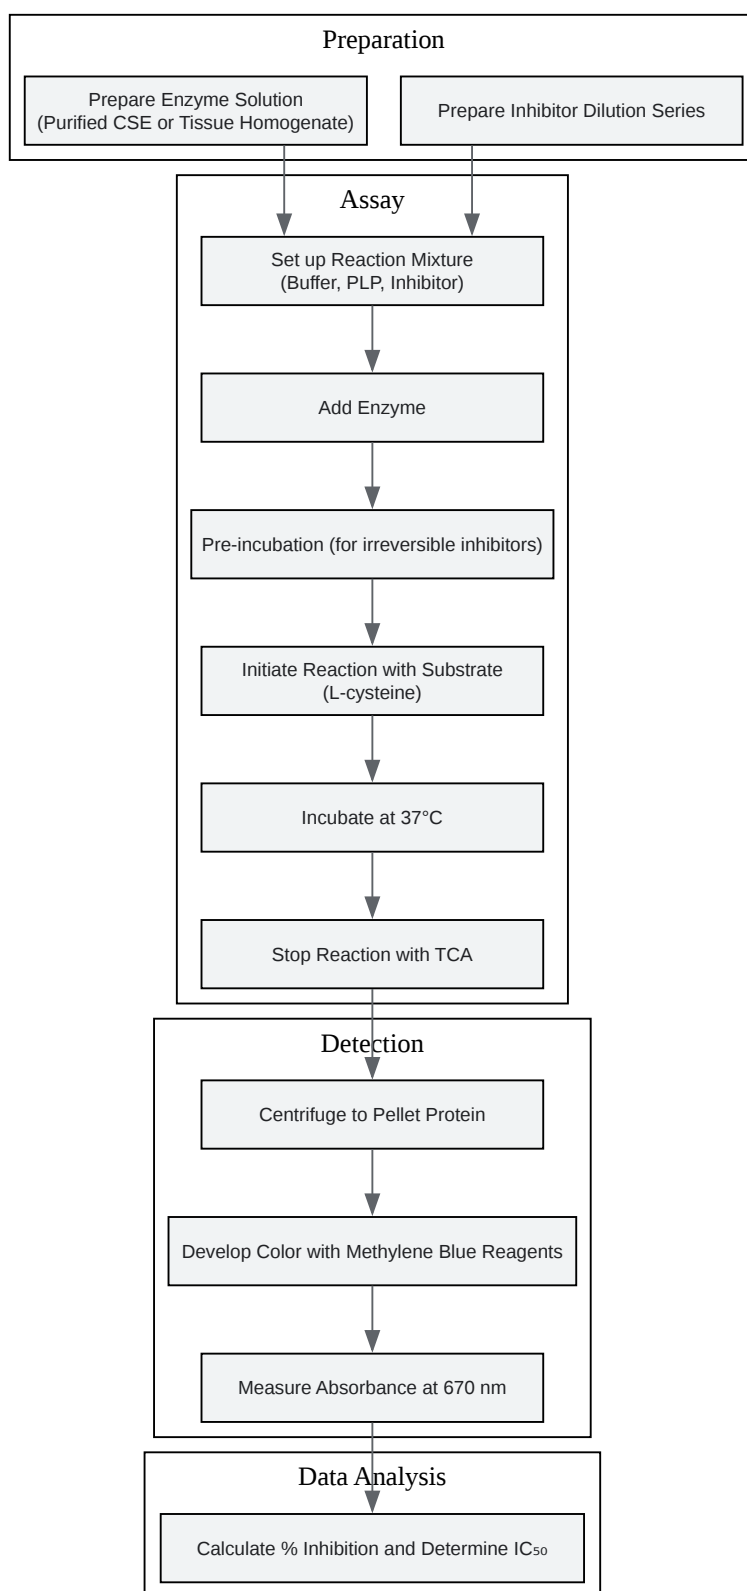 Preparation
Prepare Enzyme Solution
(Purified CSE or Tissue Homogenate)
Prepare Inhibitor Dilution Series
Assay
Set up Reaction Mixture
(Buffer, PLP, Inhibitor)
Add Enzyme
Pre-incubation (for irreversible inhibitors)
Initiate Reaction with Substrate
(L-cysteine)
Incubate at 37°C
Stop Reaction with TCA
Detection
Centrifuge to Pellet Protein
Develop Color with Methylene Blue Reagents
Measure Absorbance at 670 nm
Data Analysis
Calculate % Inhibition and Determine IC₅₀